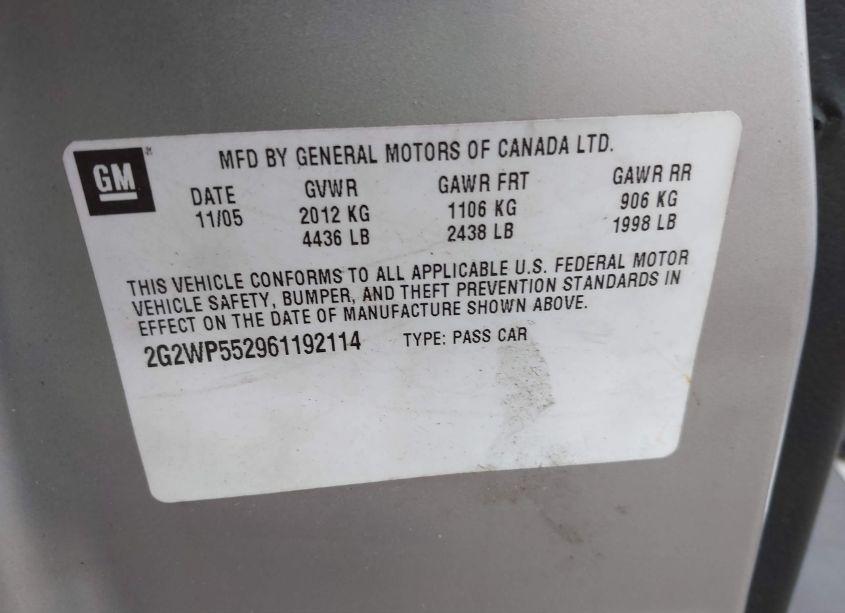 GM
MFD BY GENERAL MOTORS OF CANADA LTD.
DATE GVWR GAWR FRT GAWR RR
11/05 2012 KG 1106 KG 906 KG
4436 LB 2438 LB 1998 LB
THIS VEHICLE CONFORMS TO ALL APPLICABLE U.S. FEDERAL MOTOR
VEHICLE SAFETY, BUMPER, AND THEFT PREVENTION STANDARDS IN
EFFECT ON THE DATE OF MANUFACTURE SHOWN ABOVE.
2G2WP552961192114 TYPE: PASS CAR